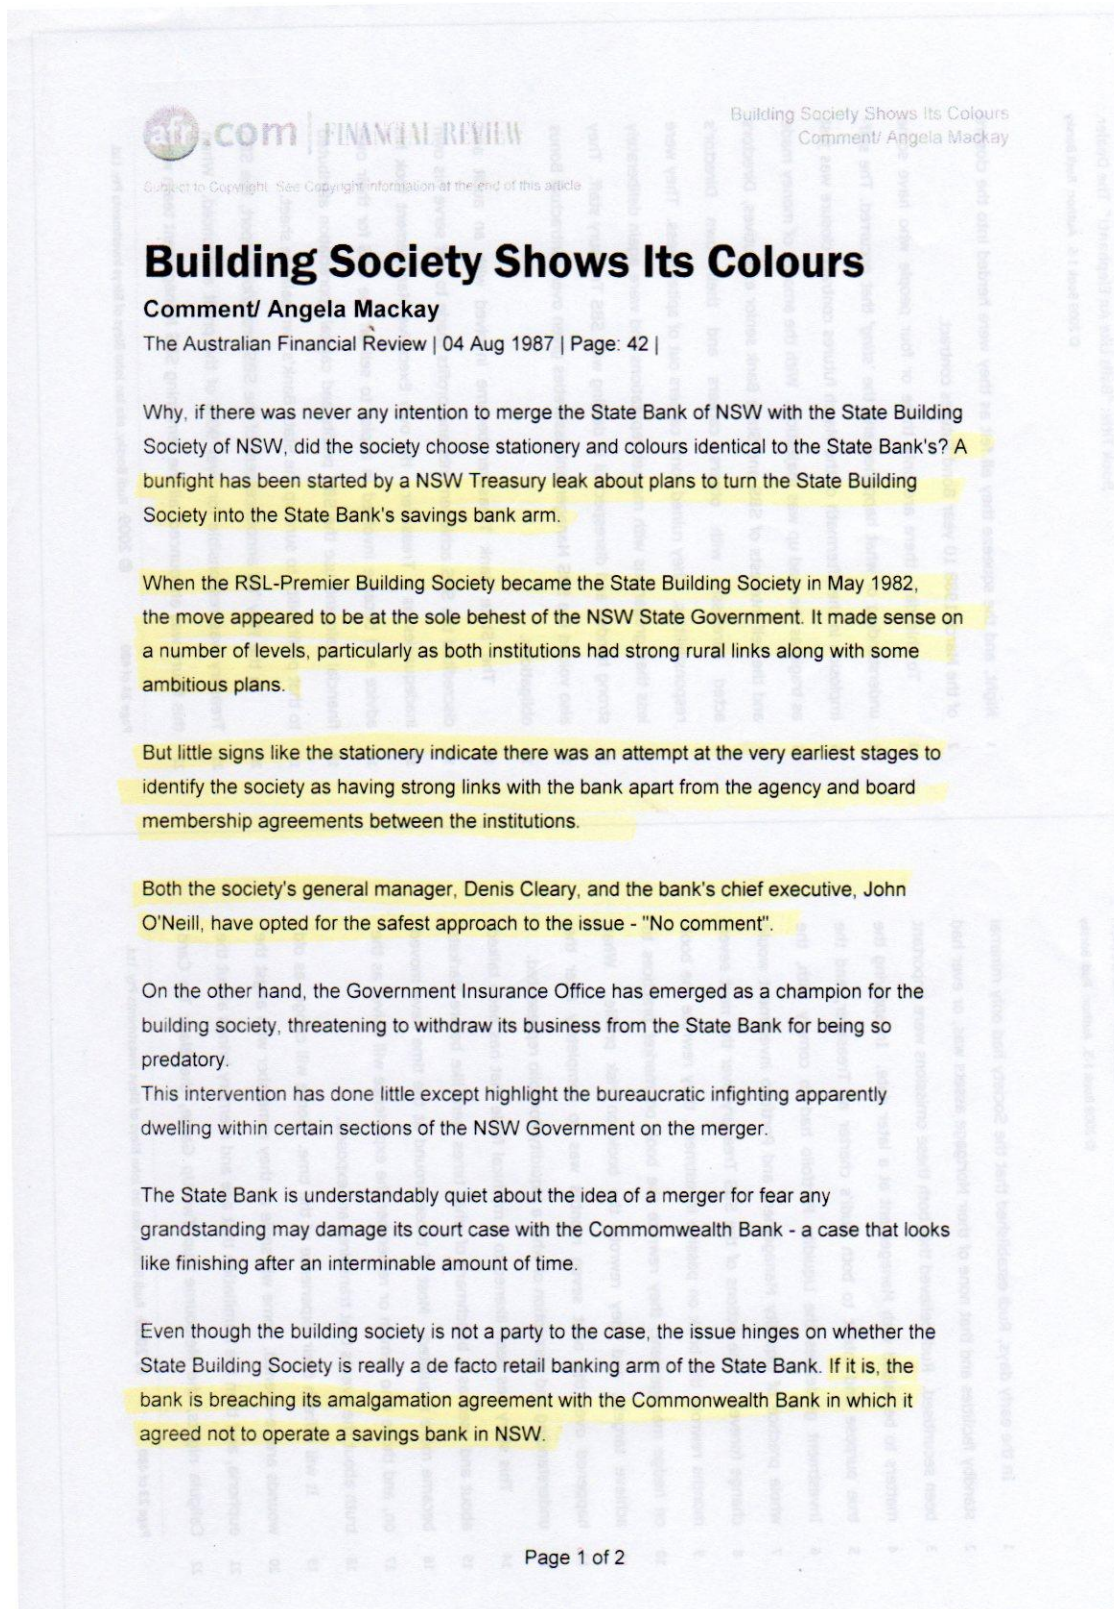 afr.com | FINANCIAL REVIEW
Building Society Shows Its Colours
Comment/ Angela Mackay
Subject to Copyright. See Copyright information at the end of this article
Building Society Shows Its Colours
Comment/ Angela Mackay
The Australian Financial Review | 04 Aug 1987 | Page: 42 |
Why, if there was never any intention to merge the State Bank of NSW with the State Building
Society of NSW, did the society choose stationery and colours identical to the State Bank's? A
bunfight has been started by a NSW Treasury leak about plans to turn the State Building
Society into the State Bank's savings bank arm.
When the RSL-Premier Building Society became the State Building Society in May 1982,
the move appeared to be at the sole behest of the NSW State Government. It made sense on
a number of levels, particularly as both institutions had strong rural links along with some
ambitious plans.
But little signs like the stationery indicate there was an attempt at the very earliest stages to
identify the society as having strong links with the bank apart from the agency and board
membership agreements between the institutions.
Both the society's general manager, Denis Cleary, and the bank's chief executive, John
O'Neill, have opted for the safest approach to the issue - "No comment".
On the other hand, the Government Insurance Office has emerged as a champion for the
building society, threatening to withdraw its business from the State Bank for being so
predatory.
This intervention has done little except highlight the bureaucratic infighting apparently
dwelling within certain sections of the NSW Government on the merger.
The State Bank is understandably quiet about the idea of a merger for fear any
grandstanding may damage its court case with the Commomwealth Bank - a case that looks
like finishing after an interminable amount of time.
Even though the building society is not a party to the case, the issue hinges on whether the
State Building Society is really a de facto retail banking arm of the State Bank. If it is, the
bank is breaching its amalgamation agreement with the Commonwealth Bank in which it
agreed not to operate a savings bank in NSW.
Page 1 of 2